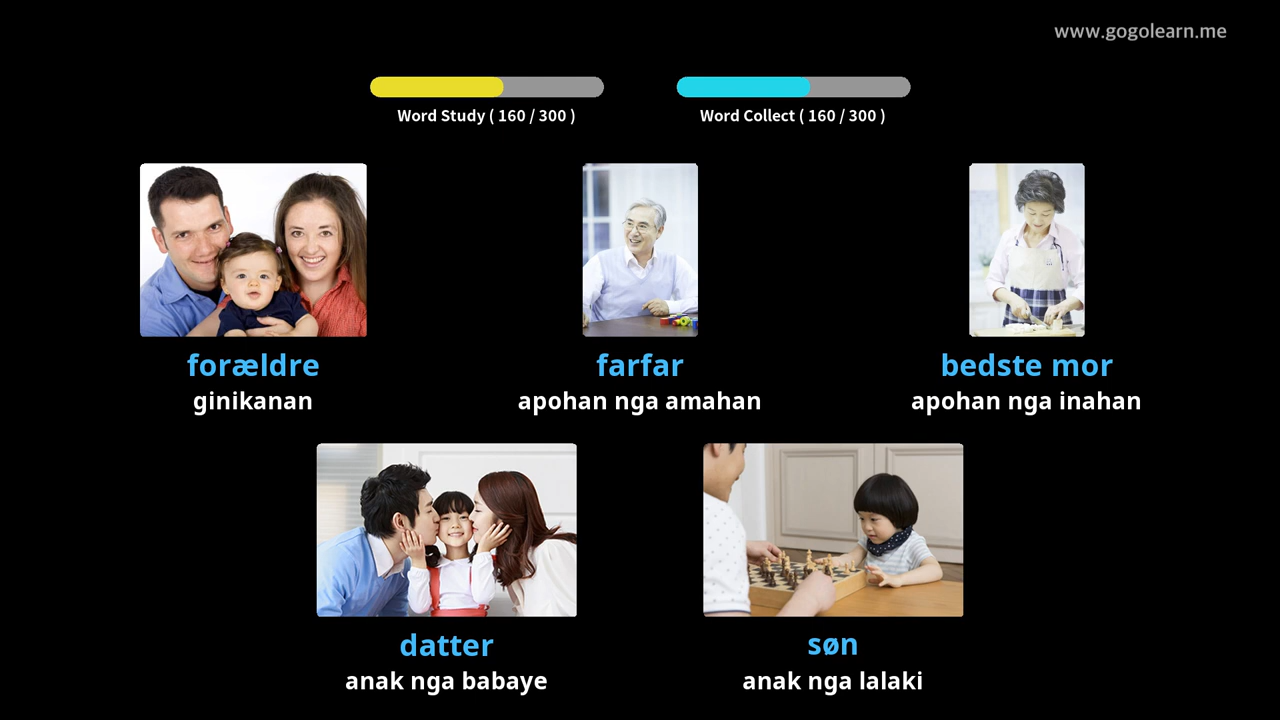 www.gogolearn.me
Word Study ( 160 / 300 )
Word Collect ( 160 / 300 )
forældre
ginikanan
farfar
apohan nga amahan
bedste mor
apohan nga inahan
datter
anak nga babaye
søn
anak nga lalaki